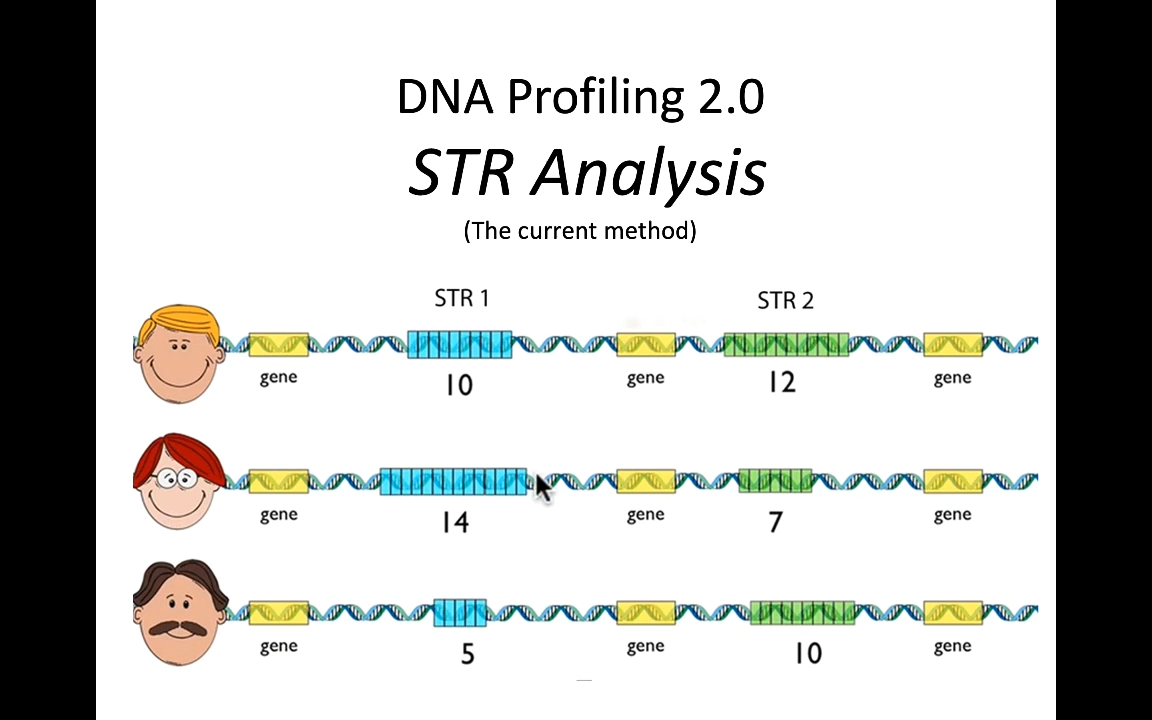 DNA Profiling 2.0
STR Analysis
(The current method)
STR 1 STR 2
gene 10 gene 12 gene
gene 14 gene 7 gene
gene 5 gene 10 gene